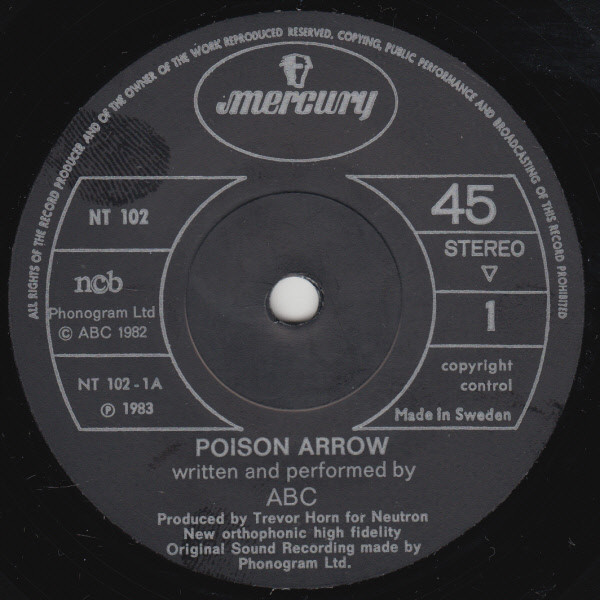 ALL RIGHTS OF THE RECORD PRODUCER AND OF THE OWNER OF THE WORK REPRODUCED RESERVED. COPYING, PUBLIC PERFORMANCE AND BROADCASTING OF THIS RECORD PROHIBITED
mercury
NT 102
ncb
Phonogram Ltd
© ABC 1982
NT 102-1A
℗ 1983
45
STEREO
▽
1
copyright
control
Made in Sweden
POISON ARROW
written and performed by
ABC
Produced by Trevor Horn for Neutron
New orthophonic high fidelity
Original Sound Recording made by
Phonogram Ltd.